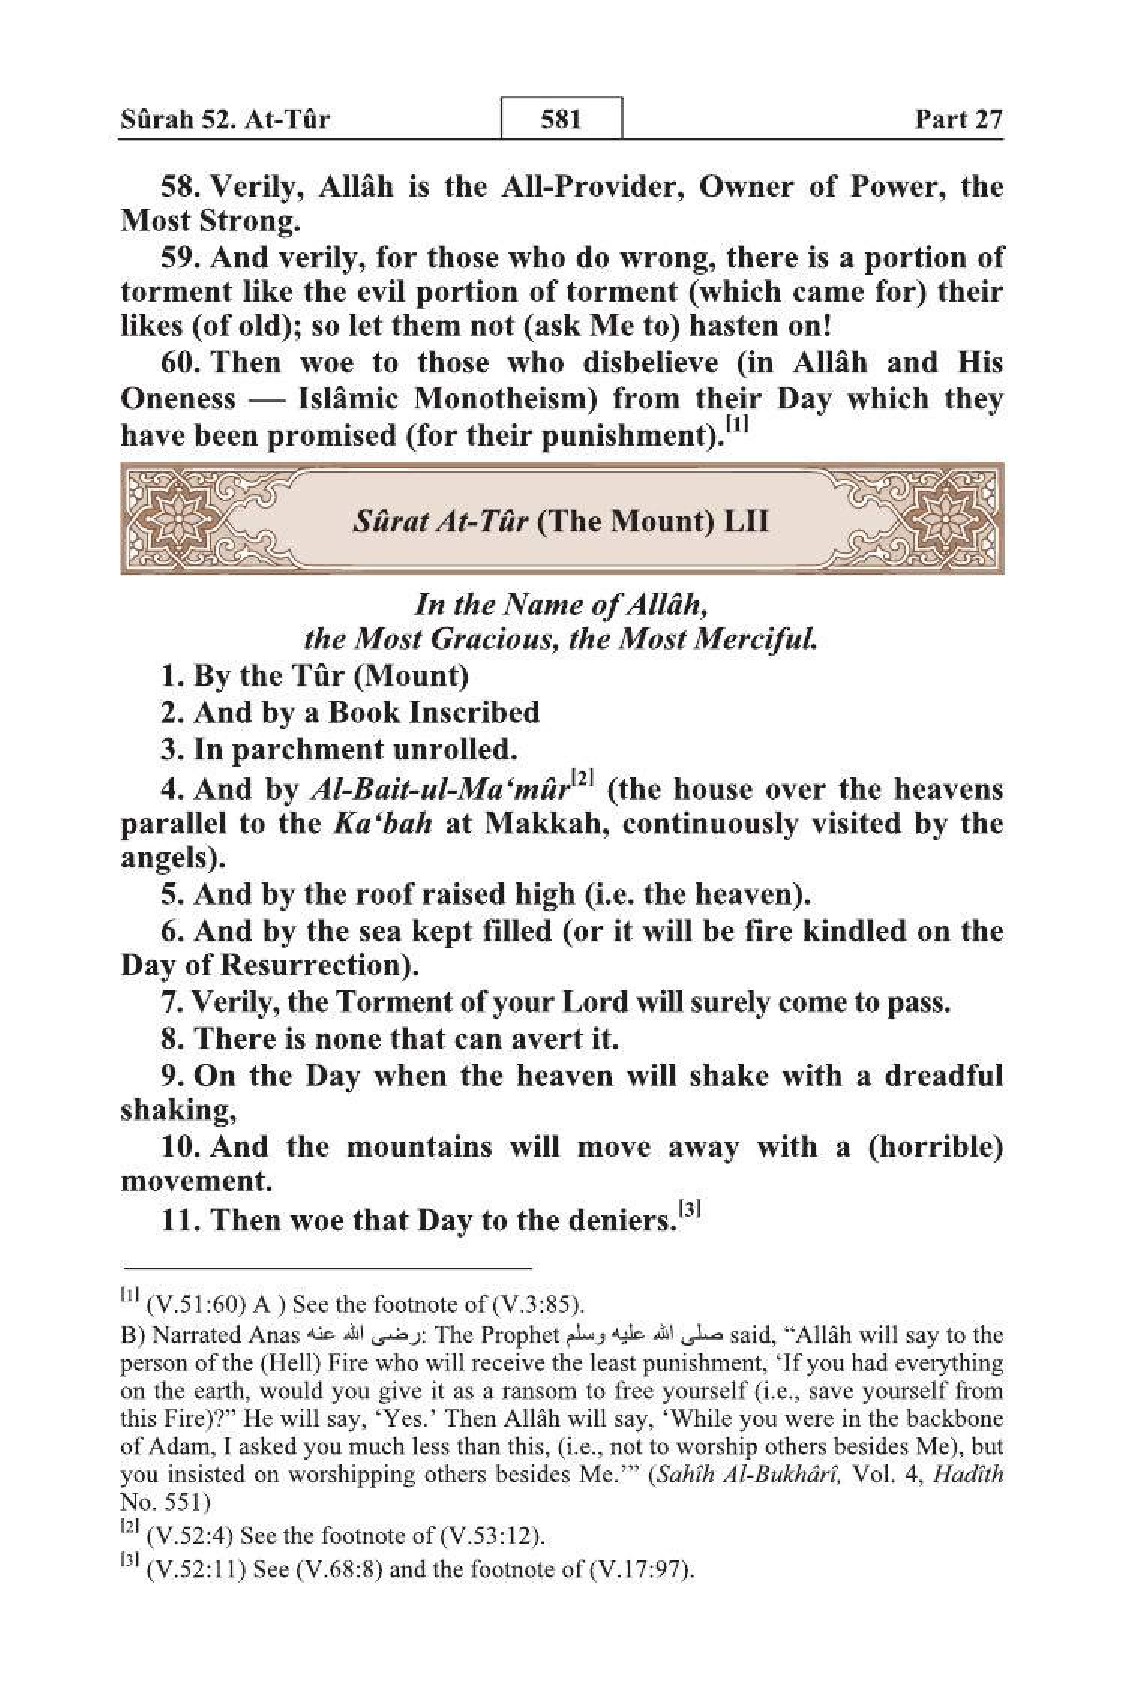 Sûrah 52. At-Tûr 581 Part 27
58. Verily, Allâh is the All-Provider, Owner of Power, the
Most Strong.
59. And verily, for those who do wrong, there is a portion of
torment like the evil portion of torment (which came for) their
likes (of old); so let them not (ask Me to) hasten on!
60. Then woe to those who disbelieve (in Allâh and His
Oneness — Islâmic Monotheism) from their Day which they
have been promised (for their punishment).[1]
Sûrat At-Tûr (The Mount) LII
In the Name of Allâh,
the Most Gracious, the Most Merciful.
1. By the Tûr (Mount)
2. And by a Book Inscribed
3. In parchment unrolled.
4. And by Al-Bait-ul-Ma‘mûr[2] (the house over the heavens
parallel to the Ka‘bah at Makkah, continuously visited by the
angels).
5. And by the roof raised high (i.e. the heaven).
6. And by the sea kept filled (or it will be fire kindled on the
Day of Resurrection).
7. Verily, the Torment of your Lord will surely come to pass.
8. There is none that can avert it.
9. On the Day when the heaven will shake with a dreadful
shaking,
10. And the mountains will move away with a (horrible)
movement.
11. Then woe that Day to the deniers.[3]
[1] (V.51:60) A ) See the footnote of (V.3:85).
B) Narrated Anas رضى الله عنه: The Prophet صلى الله عليه وسلم said, “Allâh will say to the
person of the (Hell) Fire who will receive the least punishment, ‘If you had everything
on the earth, would you give it as a ransom to free yourself (i.e., save yourself from
this Fire)?” He will say, ‘Yes.’ Then Allâh will say, ‘While you were in the backbone
of Adam, I asked you much less than this, (i.e., not to worship others besides Me), but
you insisted on worshipping others besides Me.’” (Sahîh Al-Bukhârî, Vol. 4, Hadîth
No. 551)
[2] (V.52:4) See the footnote of (V.53:12).
[3] (V.52:11) See (V.68:8) and the footnote of (V.17:97).